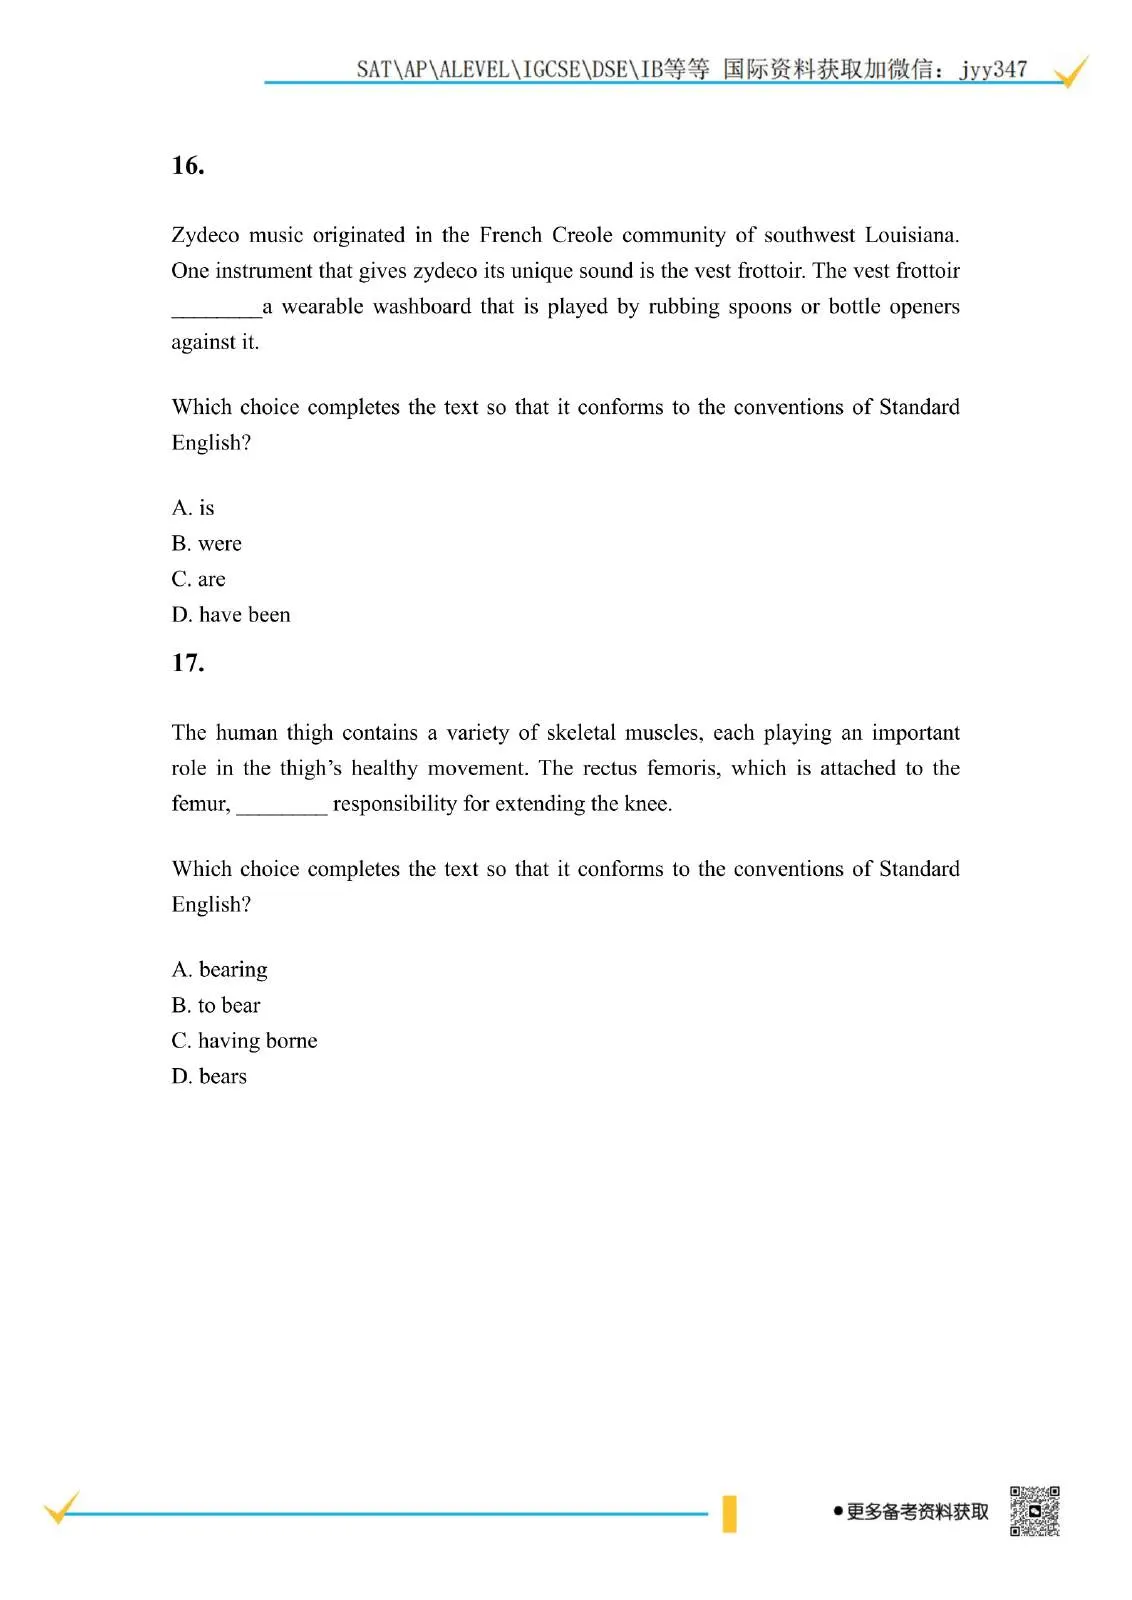 SAT\AP\ALEVEL\IGCSE\DSE\IB等等 国际资料获取加微信：jyy347
16.
Zydeco music originated in the French Creole community of southwest Louisiana.
One instrument that gives zydeco its unique sound is the vest frottoir. The vest frottoir
________a wearable washboard that is played by rubbing spoons or bottle openers
against it.
Which choice completes the text so that it conforms to the conventions of Standard
English?
A. is
B. were
C. are
D. have been
17.
The human thigh contains a variety of skeletal muscles, each playing an important
role in the thigh’s healthy movement. The rectus femoris, which is attached to the
femur, ________ responsibility for extending the knee.
Which choice completes the text so that it conforms to the conventions of Standard
English?
A. bearing
B. to bear
C. having borne
D. bears
●更多备考资料获取